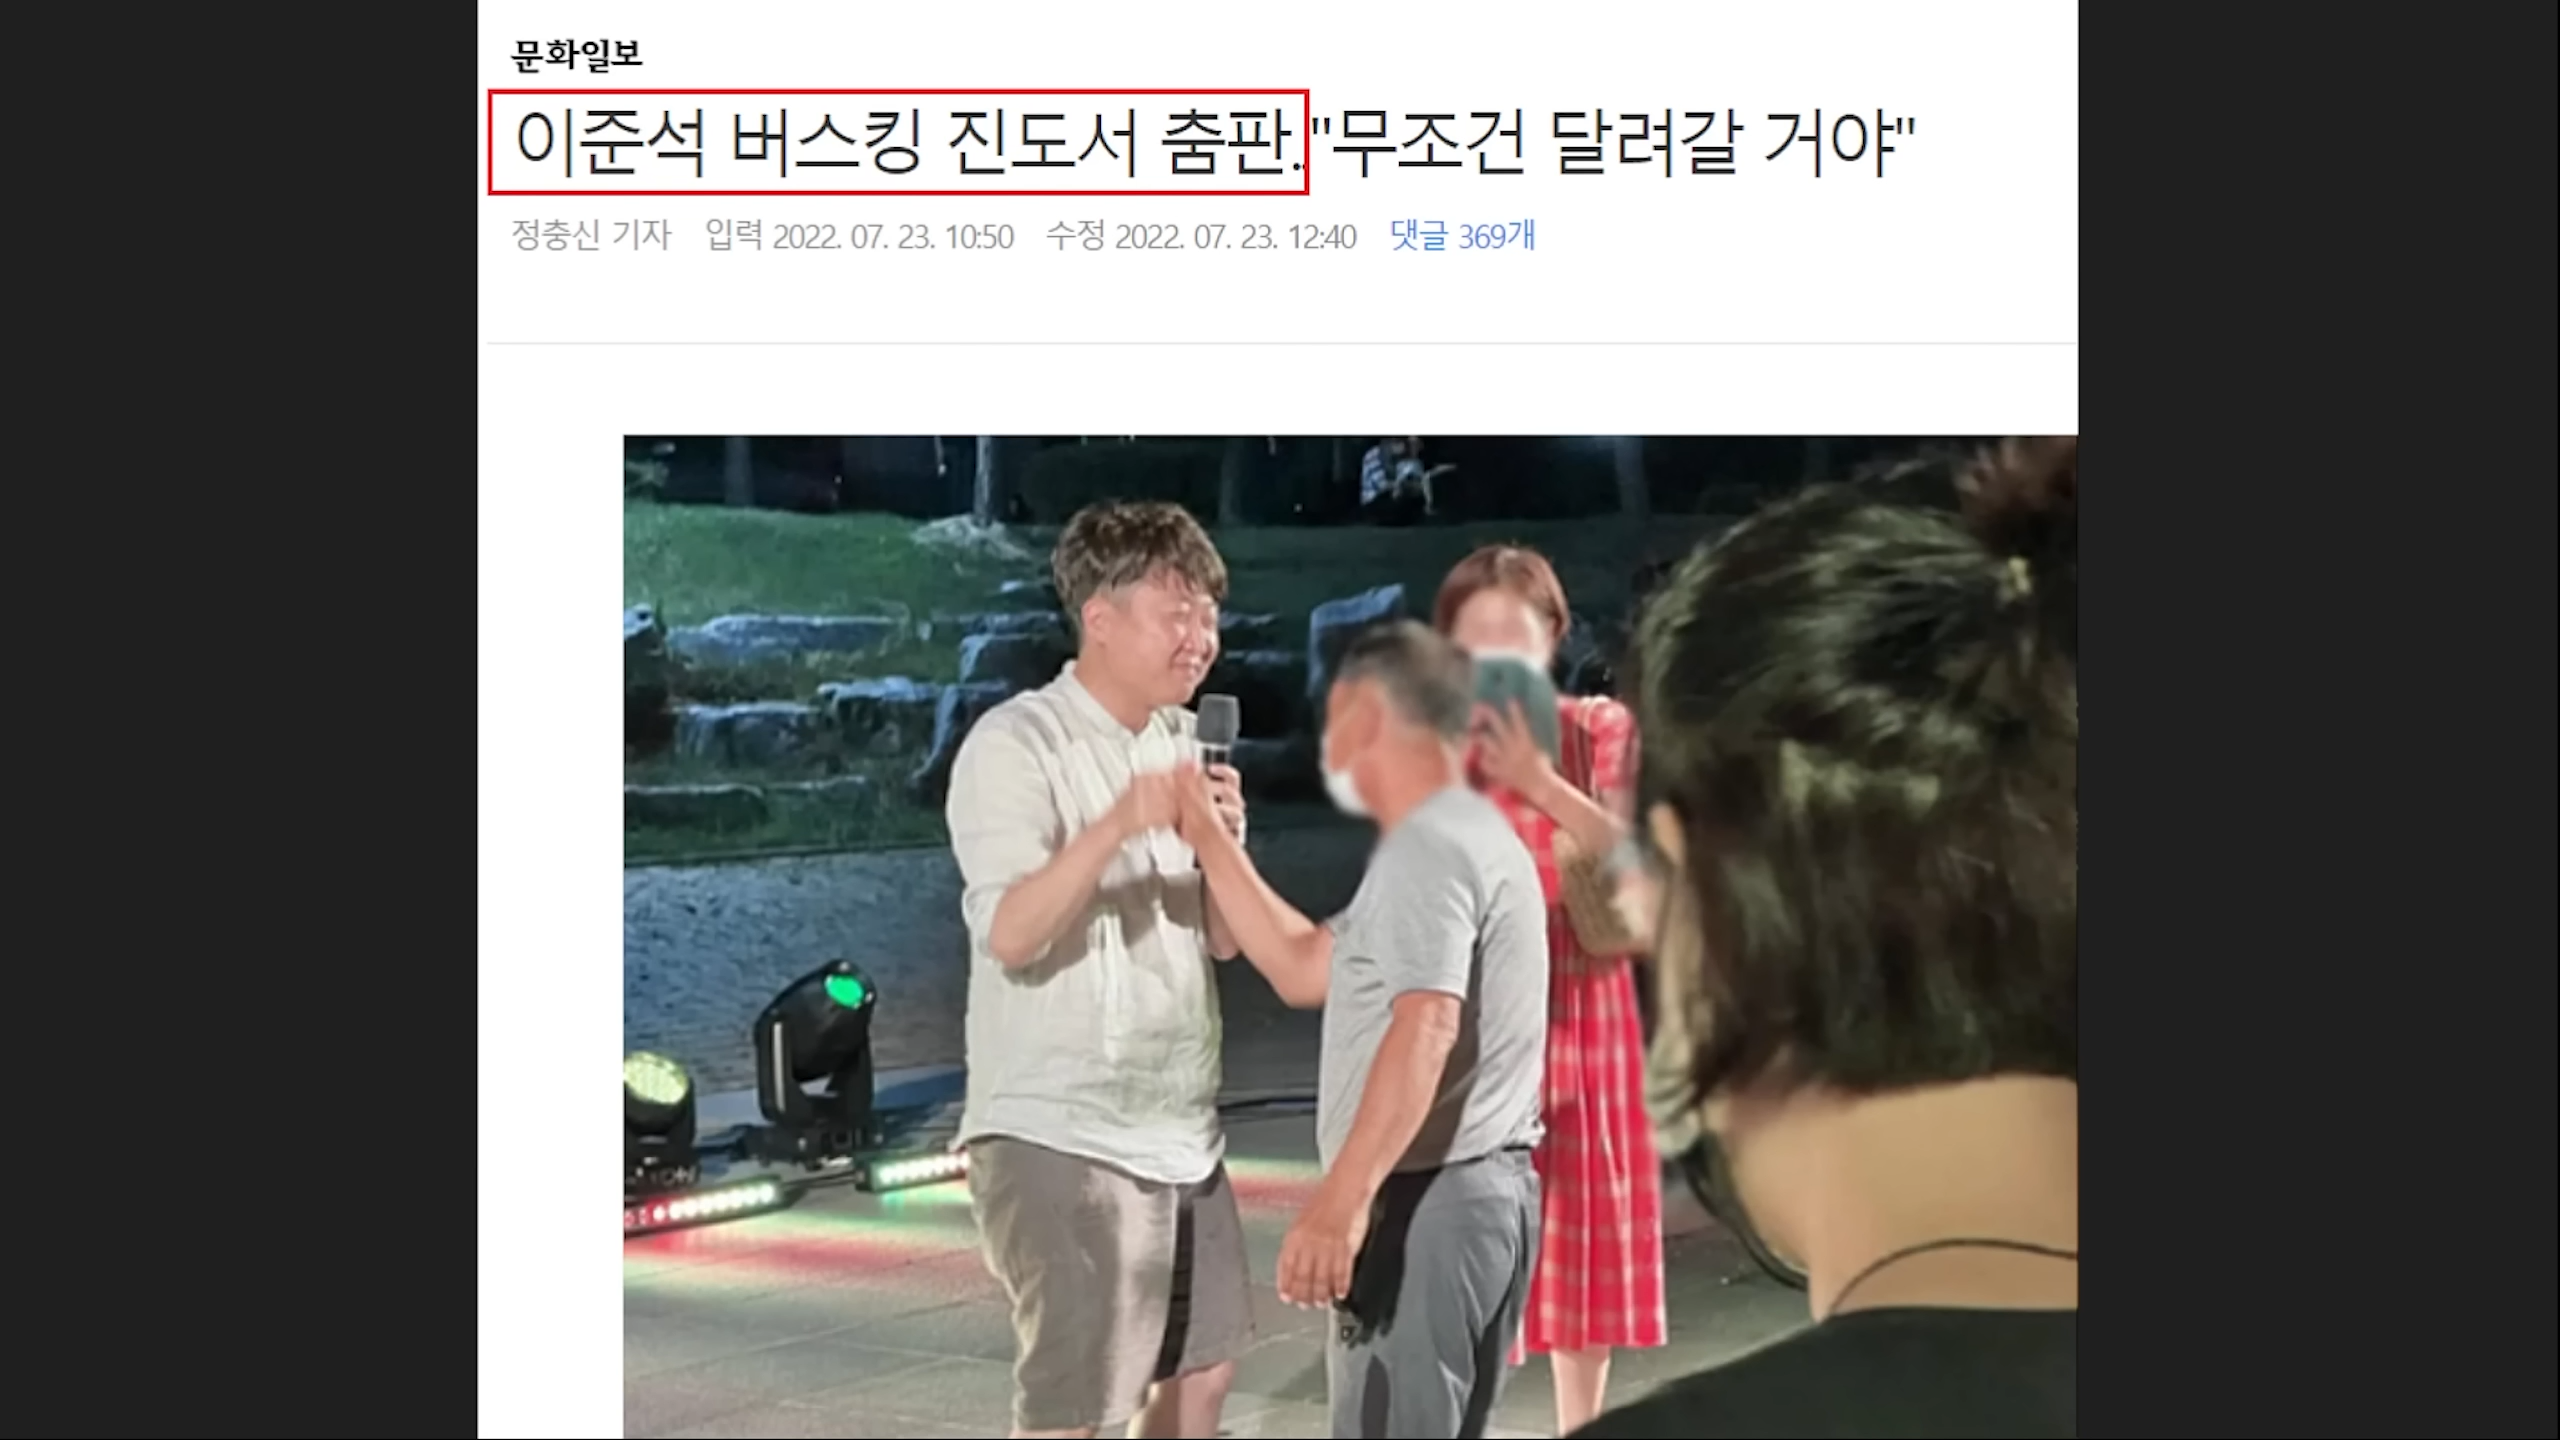 문화일보
이준석 버스킹 진도서 춤판.."무조건 달려갈 거야"
정충신 기자 입력 2022. 07. 23. 10:50 수정 2022. 07. 23. 12:40 댓글 369개